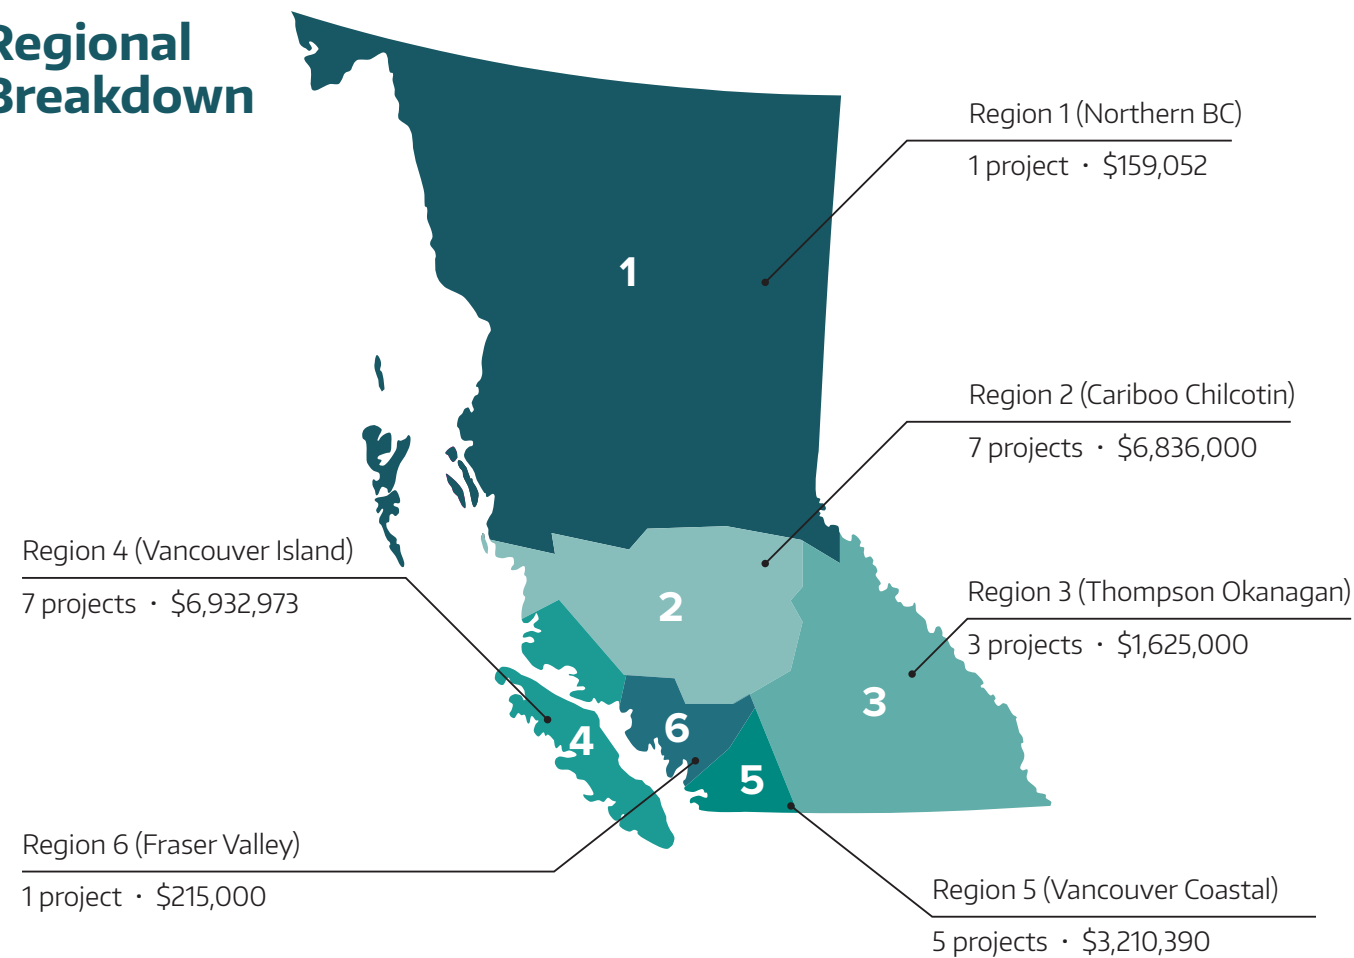 Regional
Breakdown
Region 1 (Northern BC)
1 project · $159,052
1
Region 2 (Cariboo Chilcotin)
7 projects · $6,836,000
Region 4 (Vancouver Island)
7 projects · $6,932,973
2
Region 3 (Thompson Okanagan)
3 projects · $1,625,000
3
6
4
5
Region 6 (Fraser Valley)
1 project · $215,000
Region 5 (Vancouver Coastal)
5 projects · $3,210,390